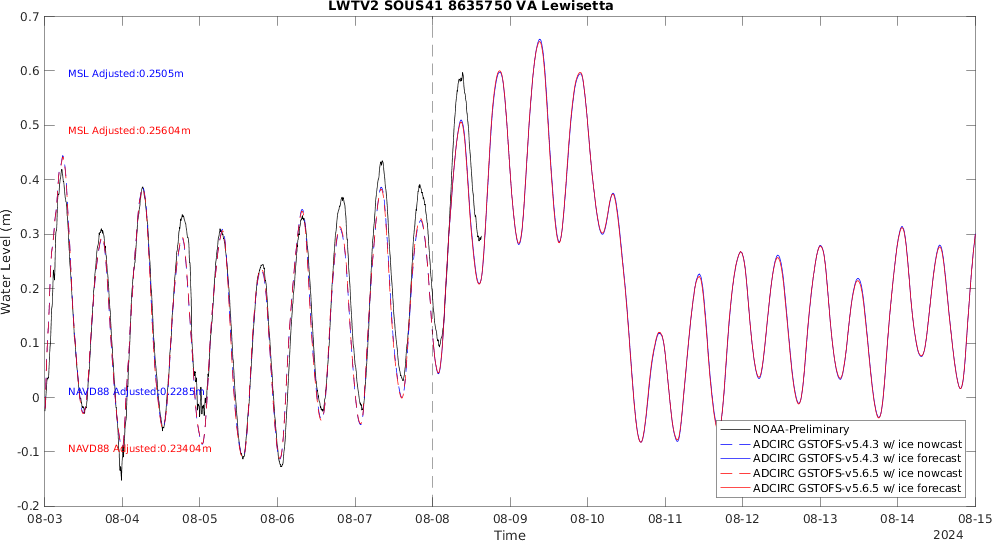 LWTV2 SOUS41 8635750 VA Lewisetta
0.7
0.6
0.5
0.4
0.3
0.2
0.1
0
-0.1
-0.2
Water Level (m)
MSL Adjusted:0.2505m
MSL Adjusted:0.25604m
NAVD88 Adjusted:0.2285m
NAVD88 Adjusted:0.23404m
NOAA-Preliminary
ADCIRC GSTOFS-v5.4.3 w/ ice nowcast
ADCIRC GSTOFS-v5.4.3 w/ ice forecast
ADCIRC GSTOFS-v5.6.5 w/ ice nowcast
ADCIRC GSTOFS-v5.6.5 w/ ice forecast
08-03 08-04 08-05 08-06 08-07 08-08 08-09 08-10 08-11 08-12 08-13 08-14 08-15
Time
2024